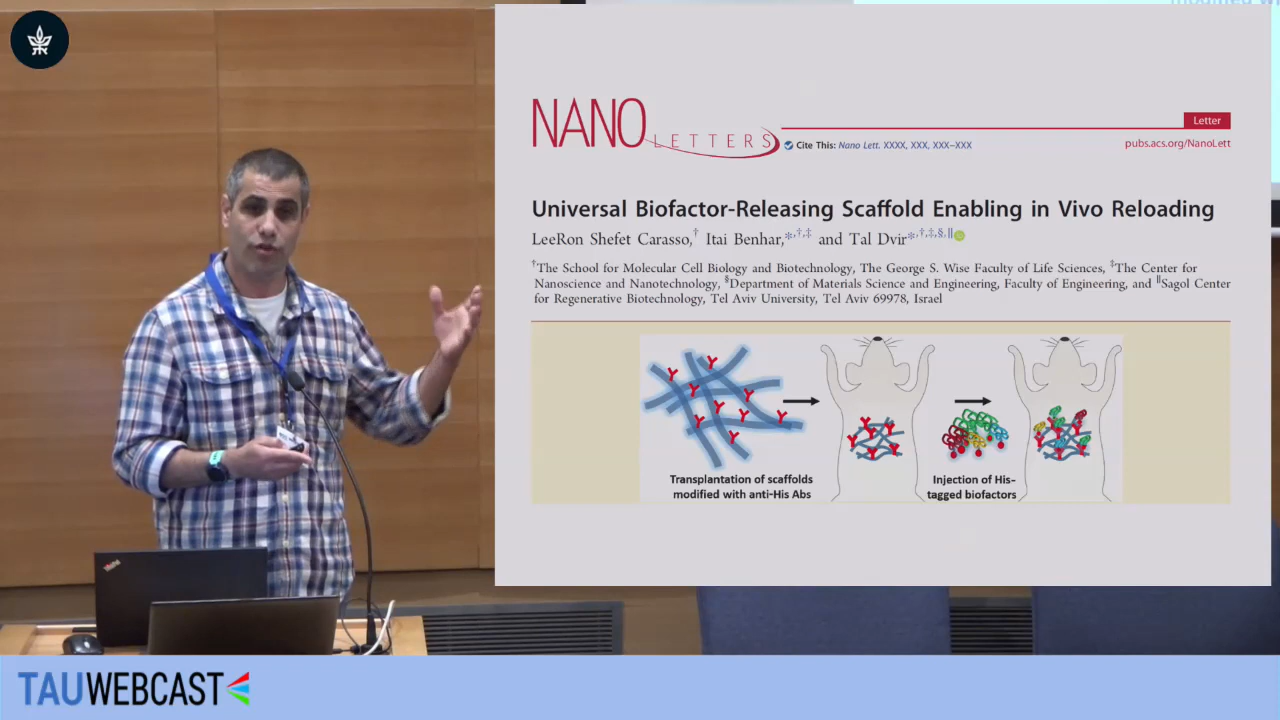 modified wi
NANO LETTERS
Letter
Cite This: Nano Lett. XXXX, XXX, XXX−XXX
pubs.acs.org/NanoLett
Universal Biofactor-Releasing Scaffold Enabling in Vivo Reloading
LeeRon Shefet Carasso,† Itai Benhar,*,†,‡ and Tal Dvir*,†,‡,§,∥
†The School for Molecular Cell Biology and Biotechnology, The George S. Wise Faculty of Life Sciences, ‡The Center for
Nanoscience and Nanotechnology, §Department of Materials Science and Engineering, Faculty of Engineering, and ∥Sagol Center
for Regenerative Biotechnology, Tel Aviv University, Tel Aviv 69978, Israel
Transplantation of scaffolds
modified with anti-His Abs
Injection of His-
tagged biofactors
TAUWEBCAST